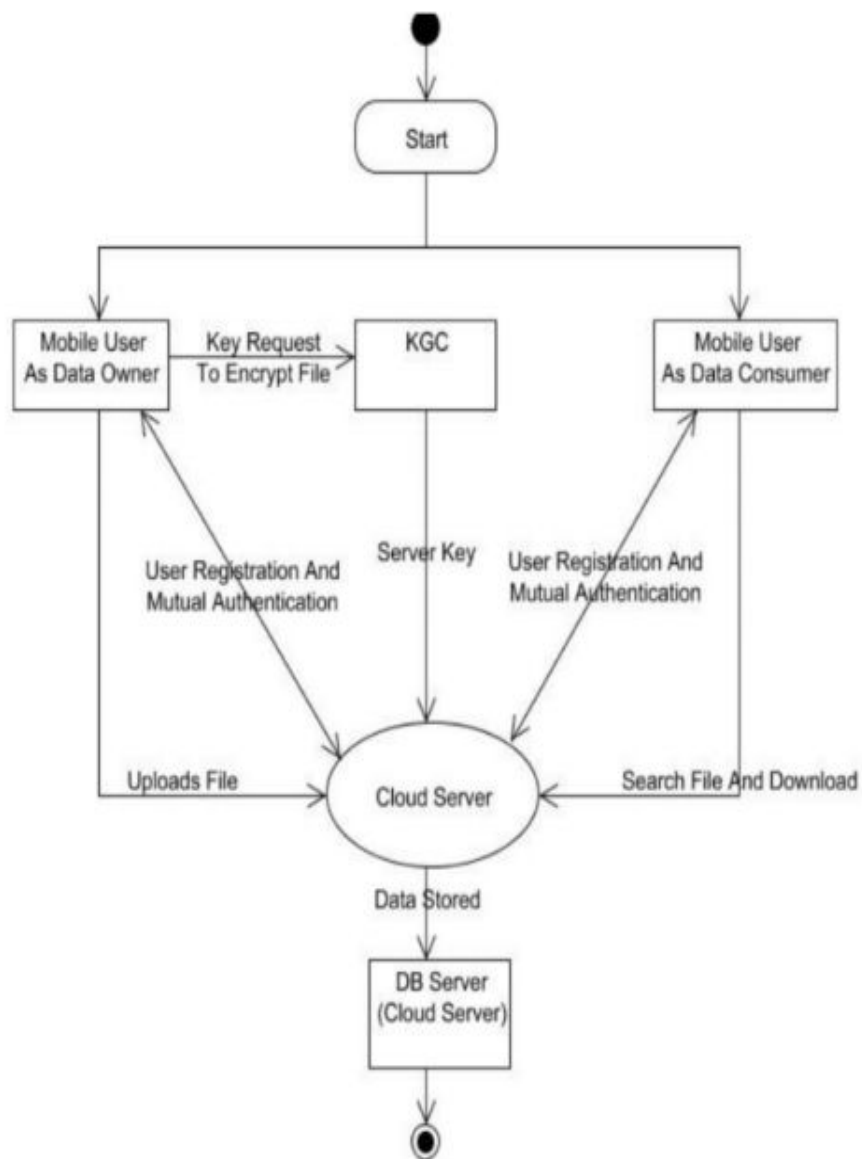 Start
Mobile User
As Data Owner
Key Request
To Encrypt File
KGC
Mobile User
As Data Consumer
User Registration And
Mutual Authentication
Server Key
User Registration And
Mutual Authentication
Uploads File
Cloud Server
Search File And Download
Data Stored
DB Server
(Cloud Server)